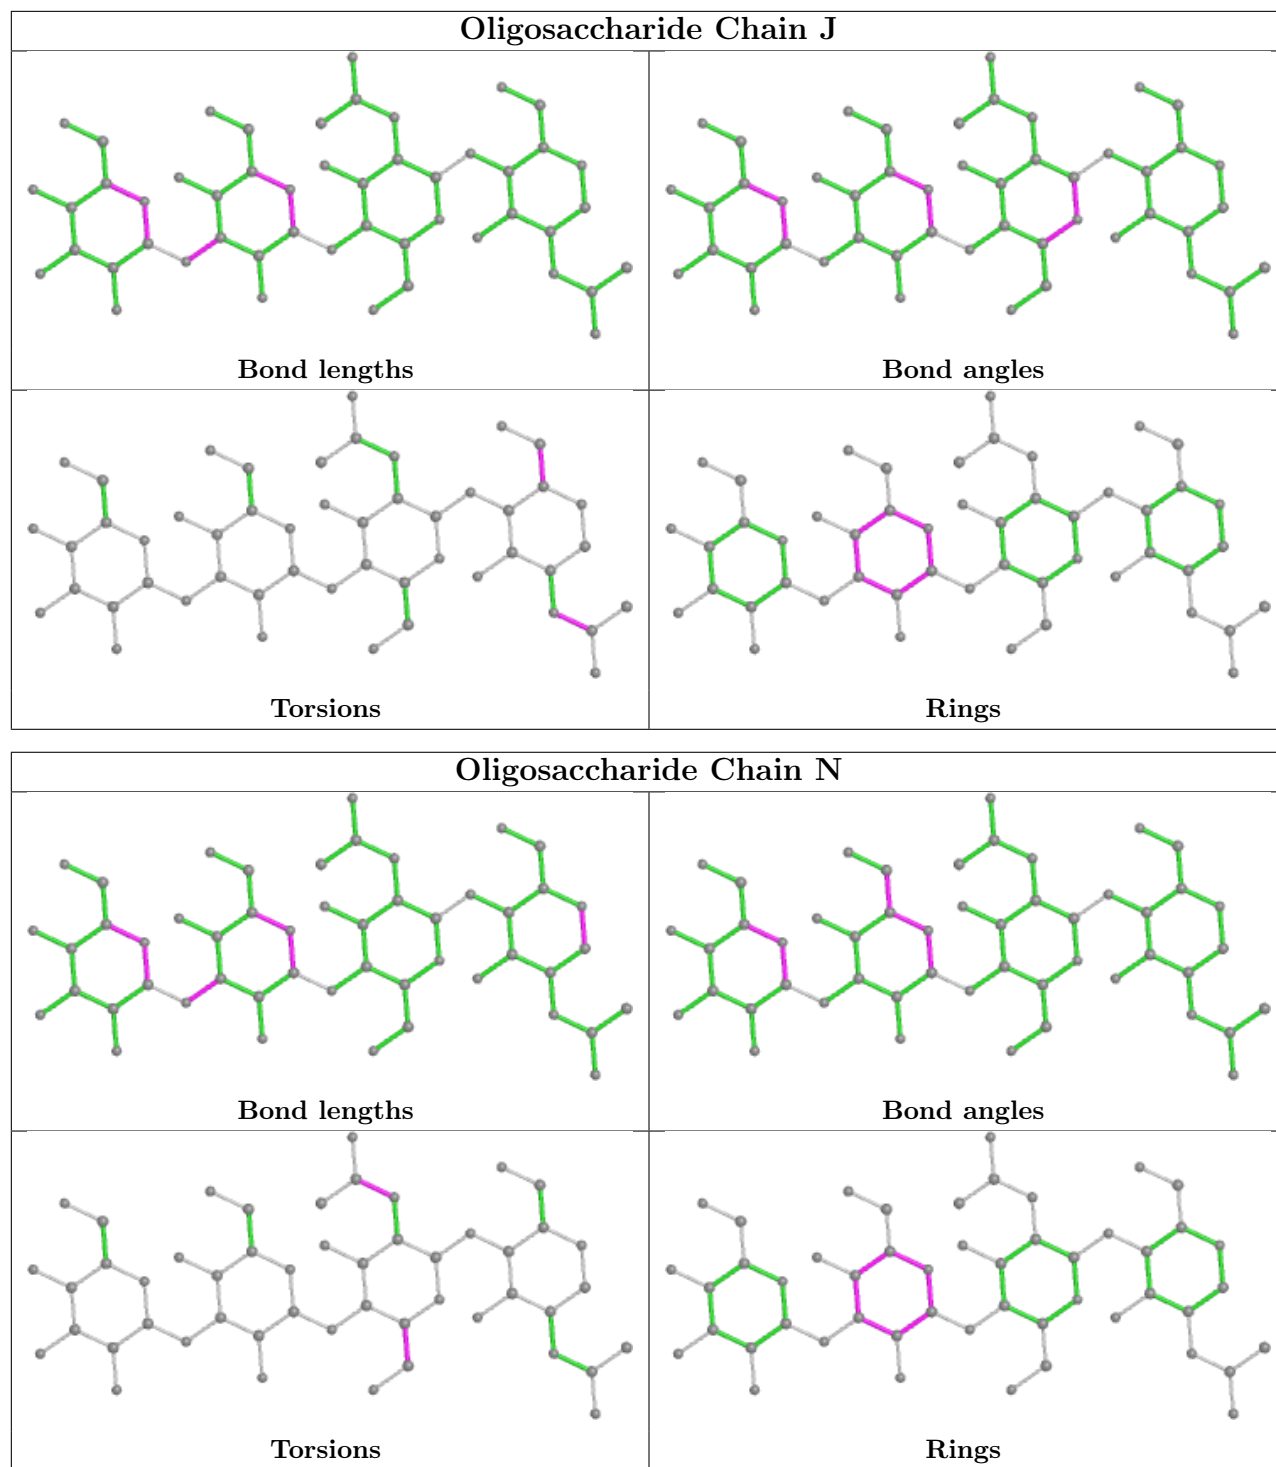 Oligosaccharide Chain J
Bond lengths
Bond angles
Torsions
Rings
Oligosaccharide Chain N
Bond lengths
Bond angles
Torsions
Rings